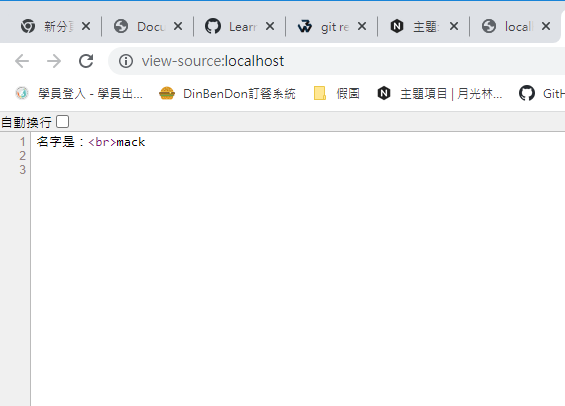 新分頁 Docu Learn git re 主題: local
view-source:localhost
學員登入 - 學員出... DinBenDon訂餐系統 假圖 主題項目 | 月光林... GitH
自動換行
1 名字是：<br>mack
2
3